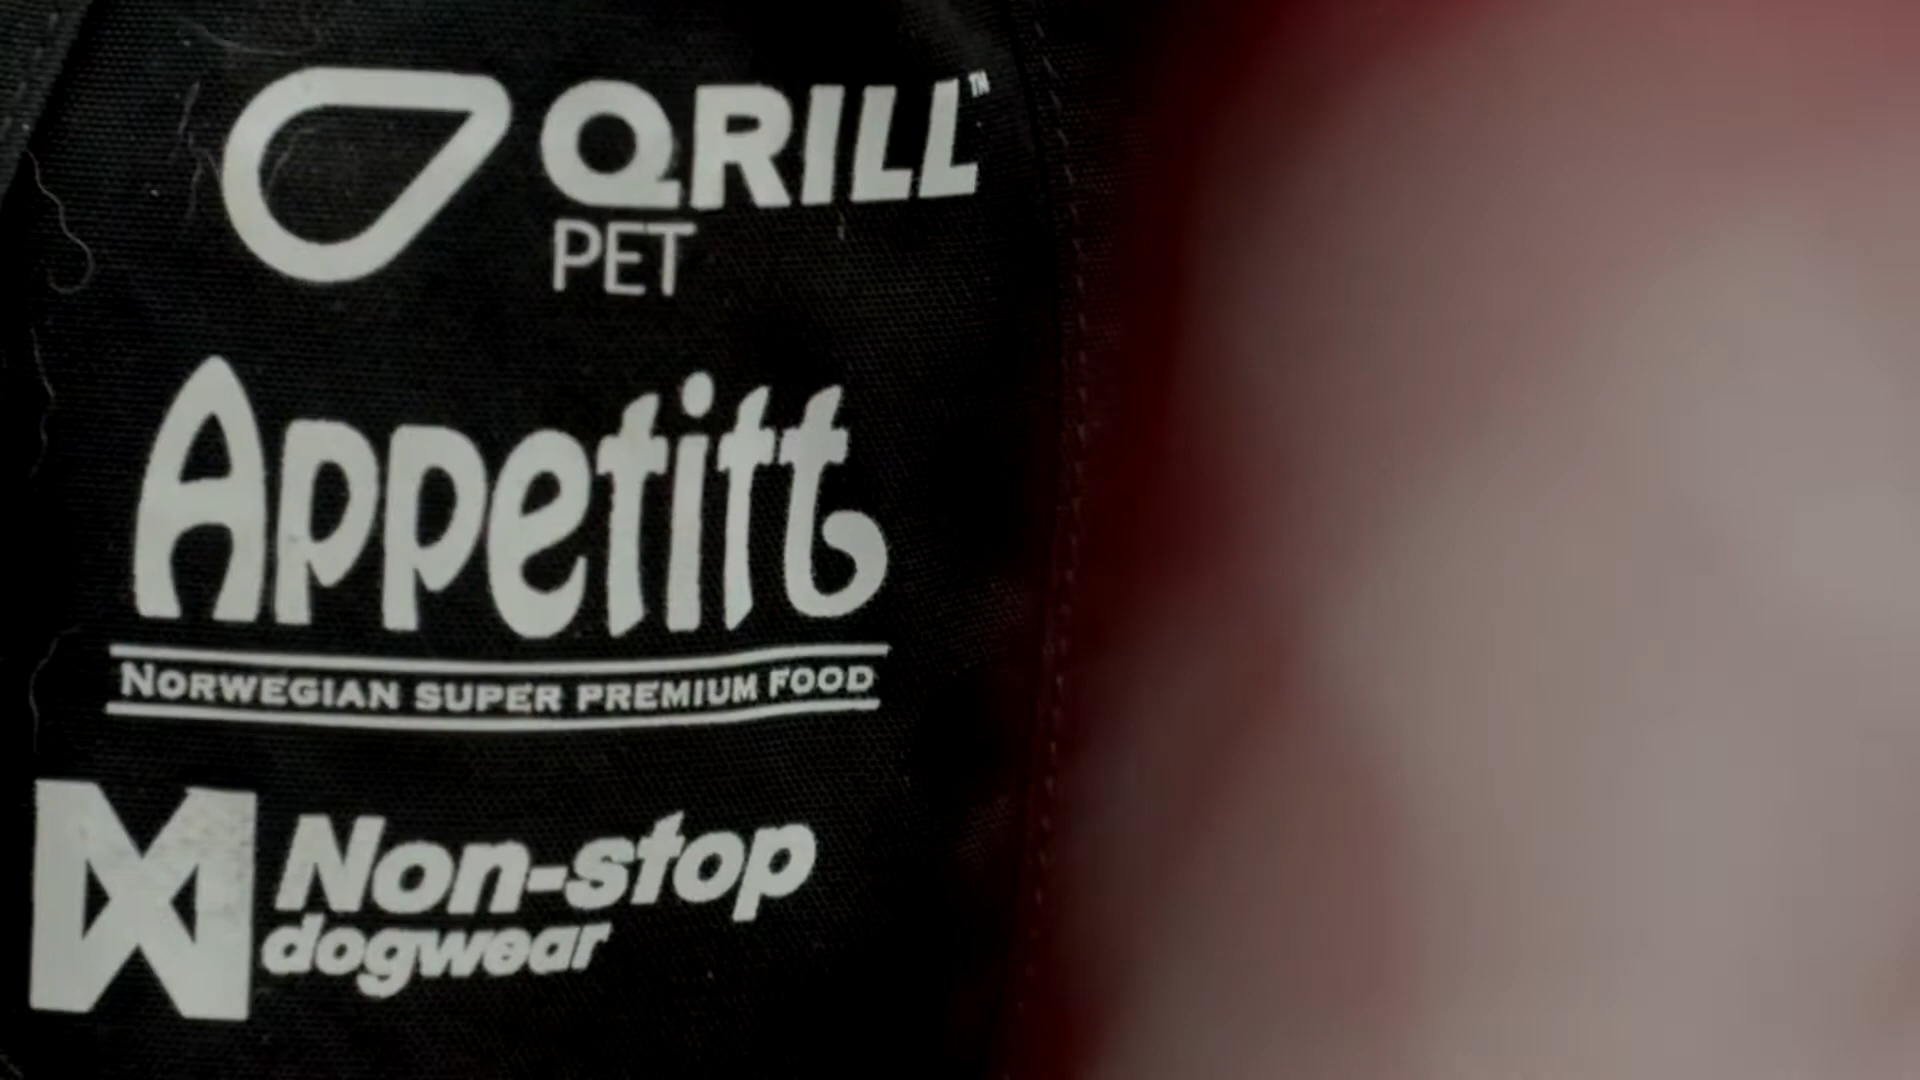 QRILL™
PET
Appetitt
NORWEGIAN SUPER PREMIUM FOOD
Non-stop
dogwear